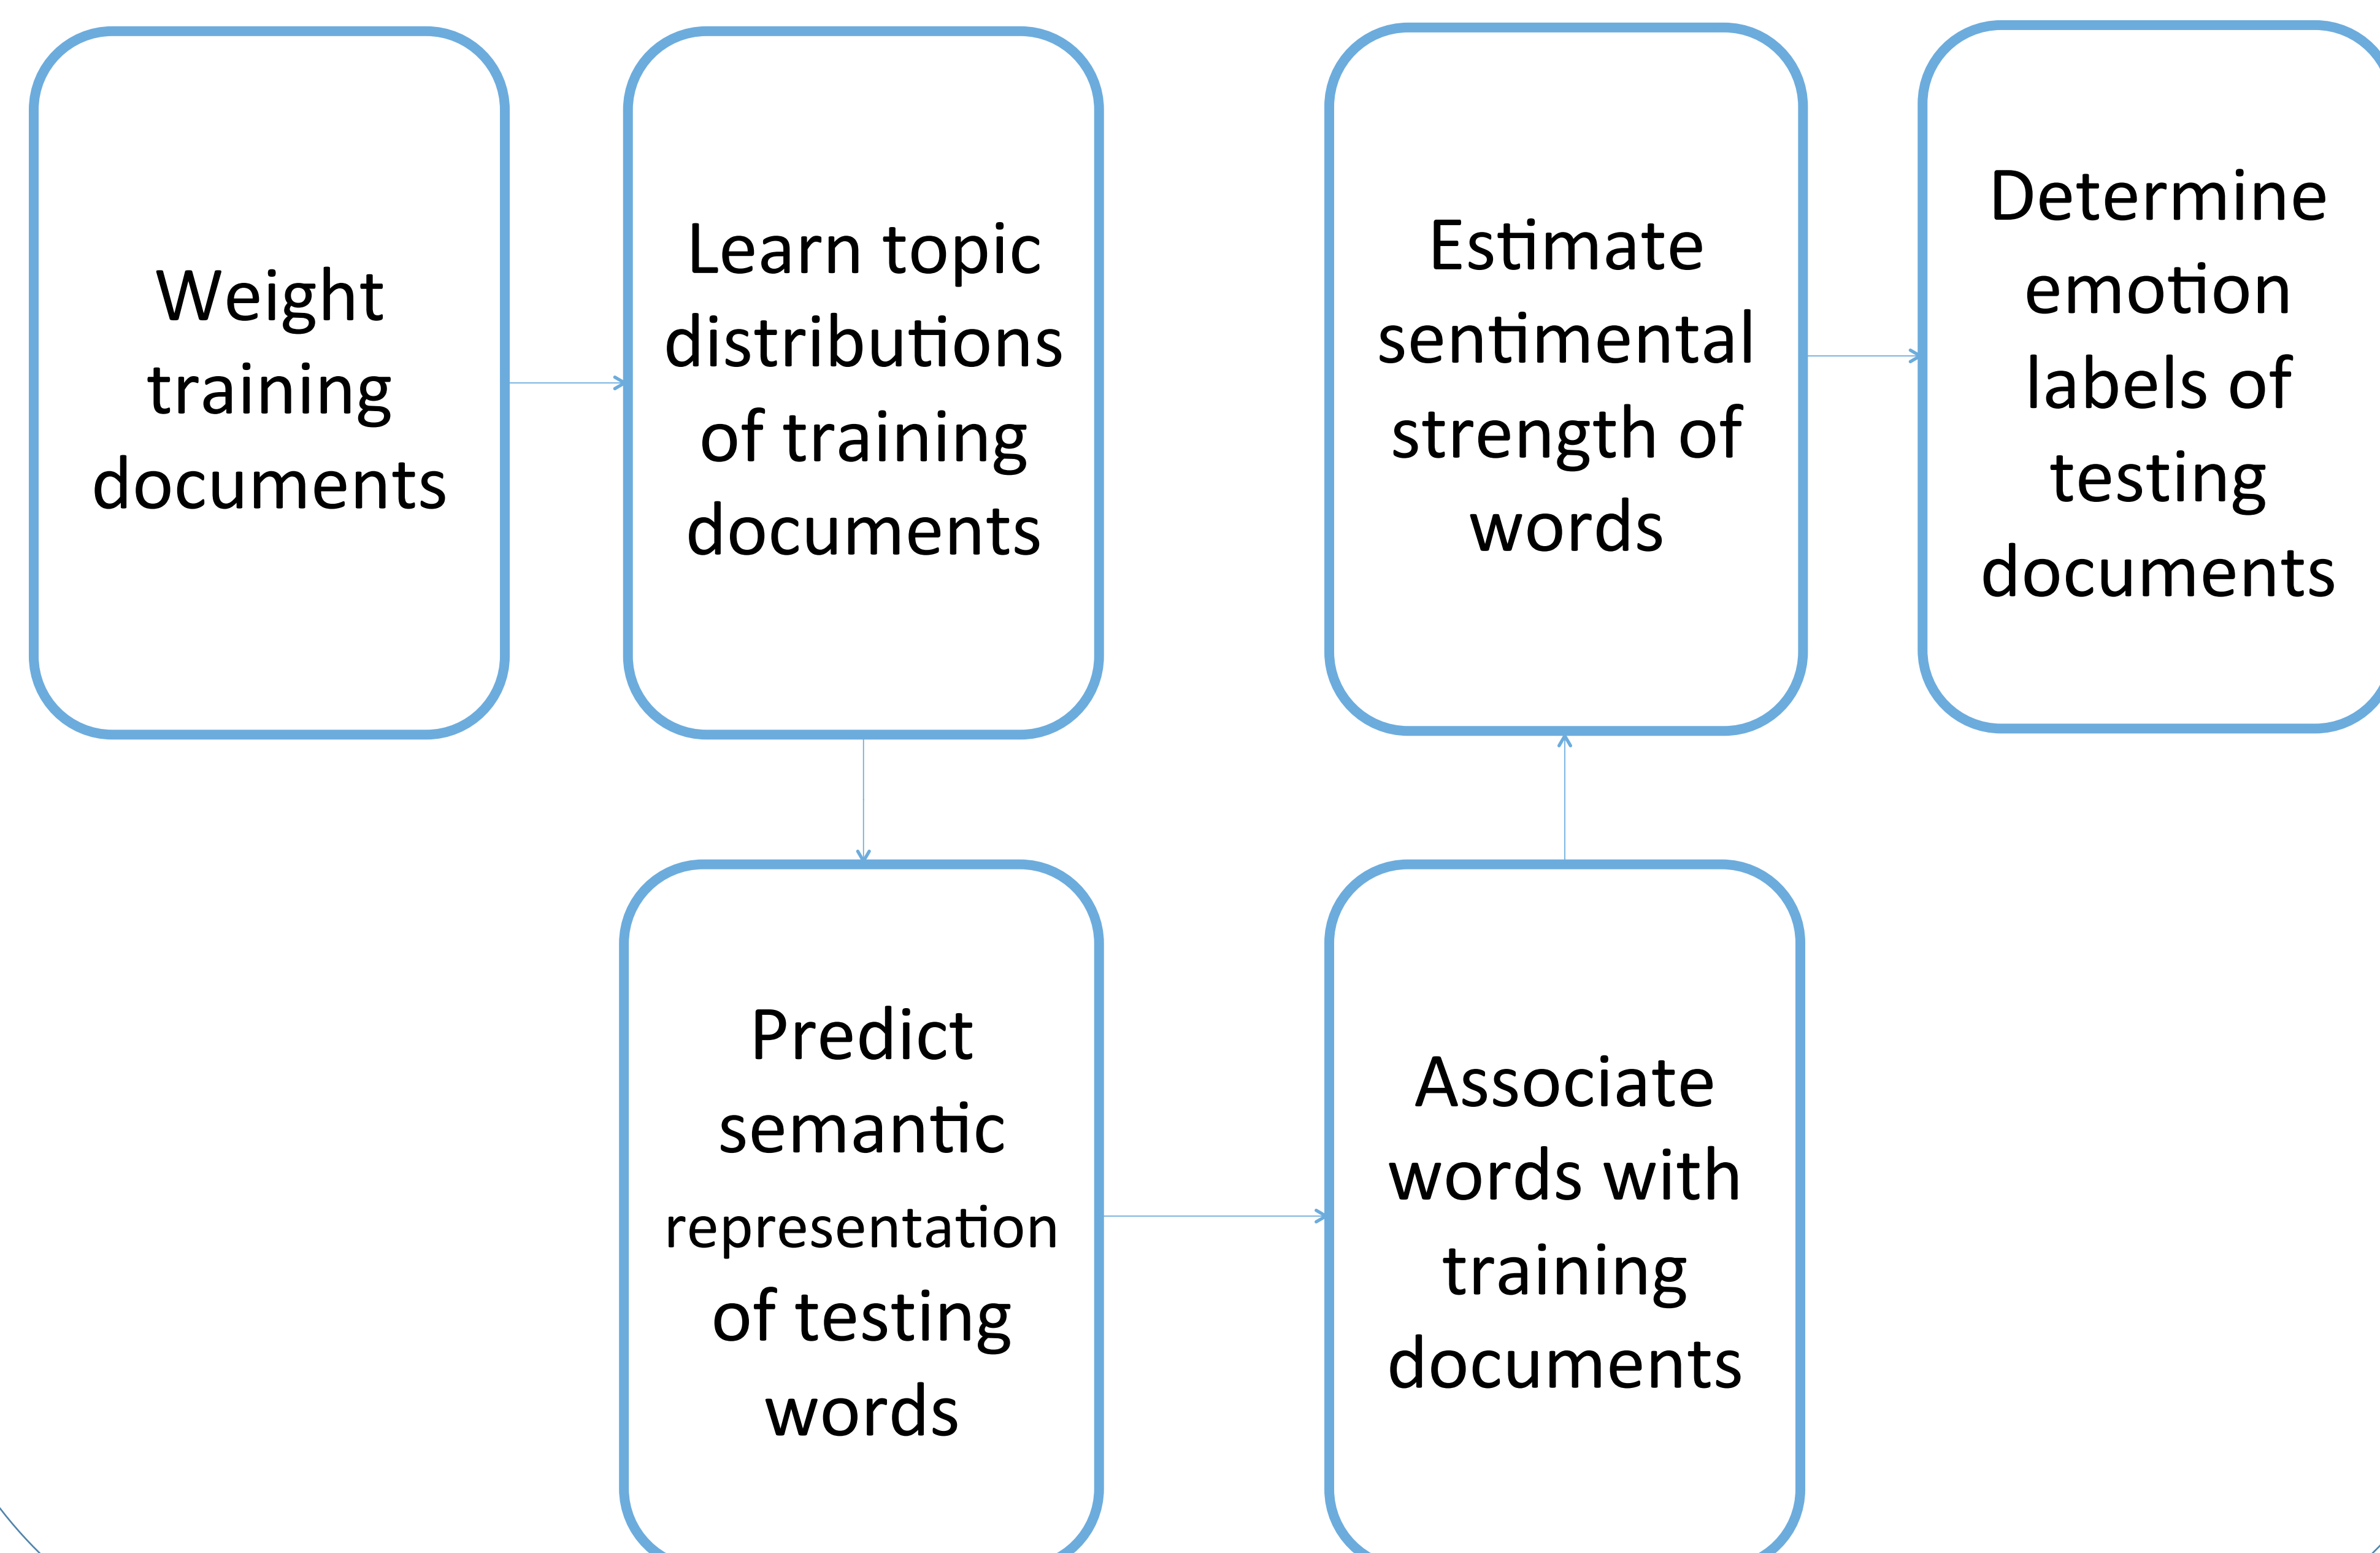 Weight
training
documents
Learn topic
distributions
of training
documents
Predict
semantic
representation
of testing
words
Associate
words with
training
documents
Estimate
sentimental
strength of
words
Determine
emotion
labels of
testing
documents